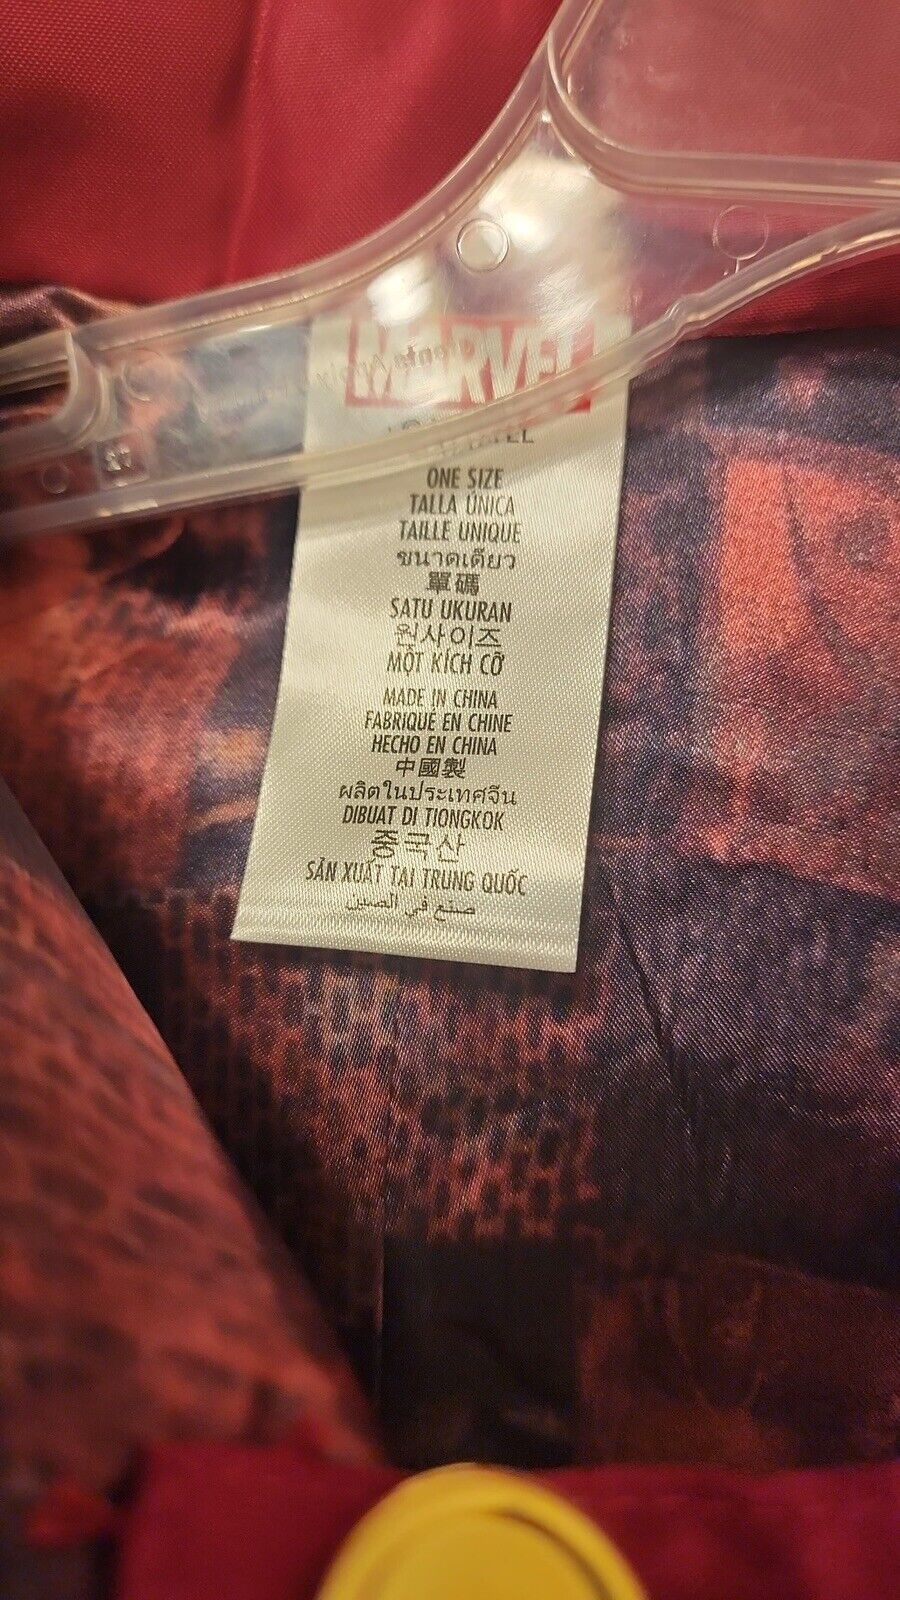 MARVEL
ONE SIZE
TALLA ÚNICA
TAILLE UNIQUE
ขนาดเดียว
單碼
SATU UKURAN
원사이즈
MỘT KÍCH CỠ
MADE IN CHINA
FABRIQUÉ EN CHINE
HECHO EN CHINA
中國製
ผลิตในประเทศจีน
DIBUAT DI TIONGKOK
중국산
SẢN XUẤT TẠI TRUNG QUỐC
صنع في الصين